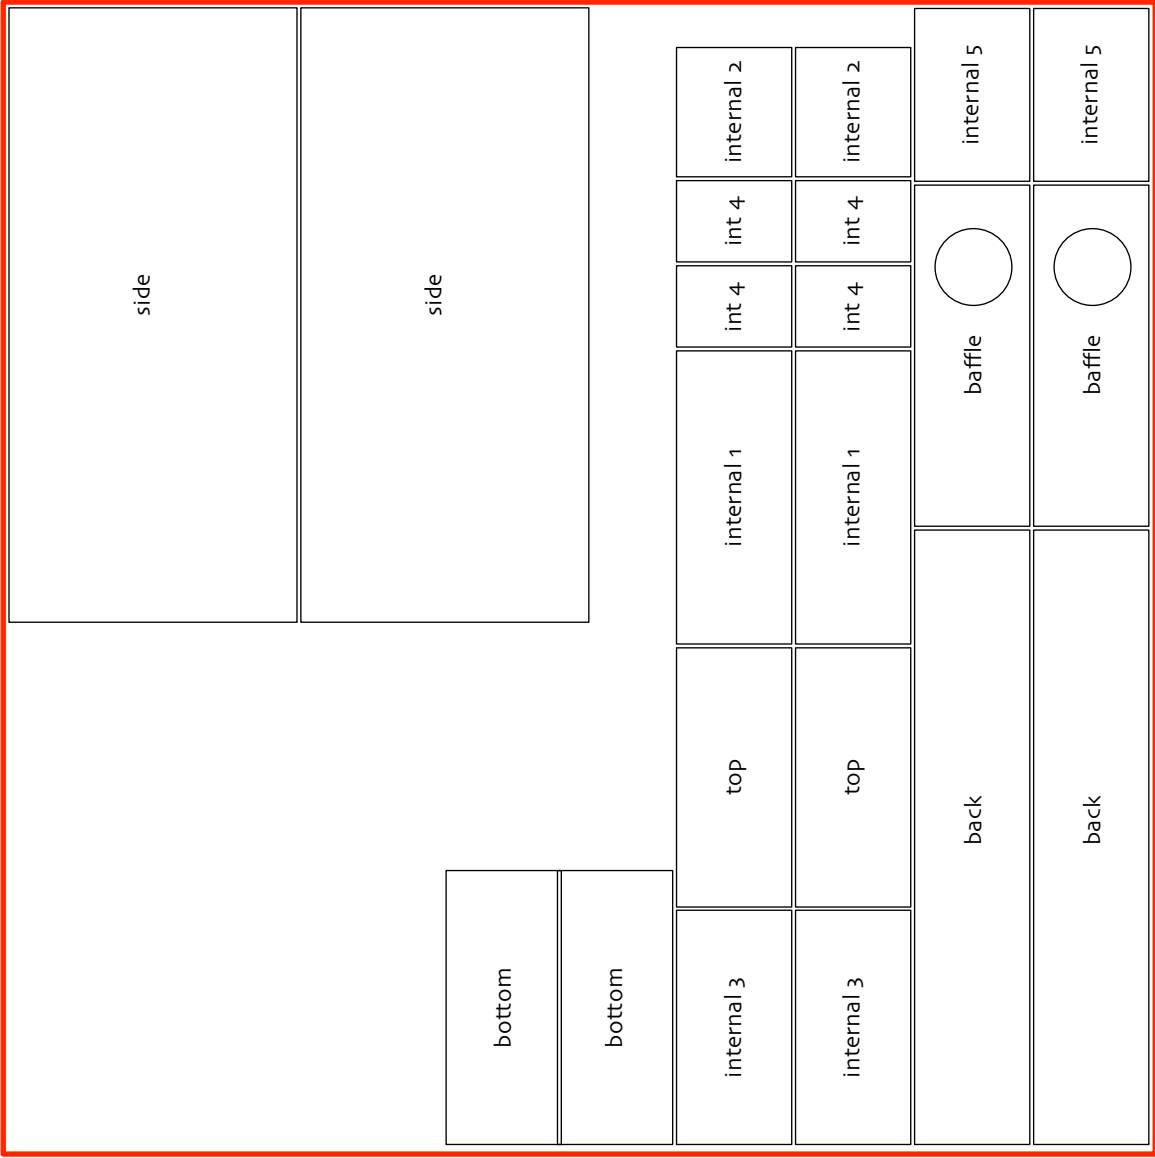 internal 5
internal 5
internal 2
internal 2
int 4
int 4
side
side
int 4
int 4
baffle
baffle
internal 1
internal 1
top
top
back
back
bottom
bottom
internal 3
internal 3